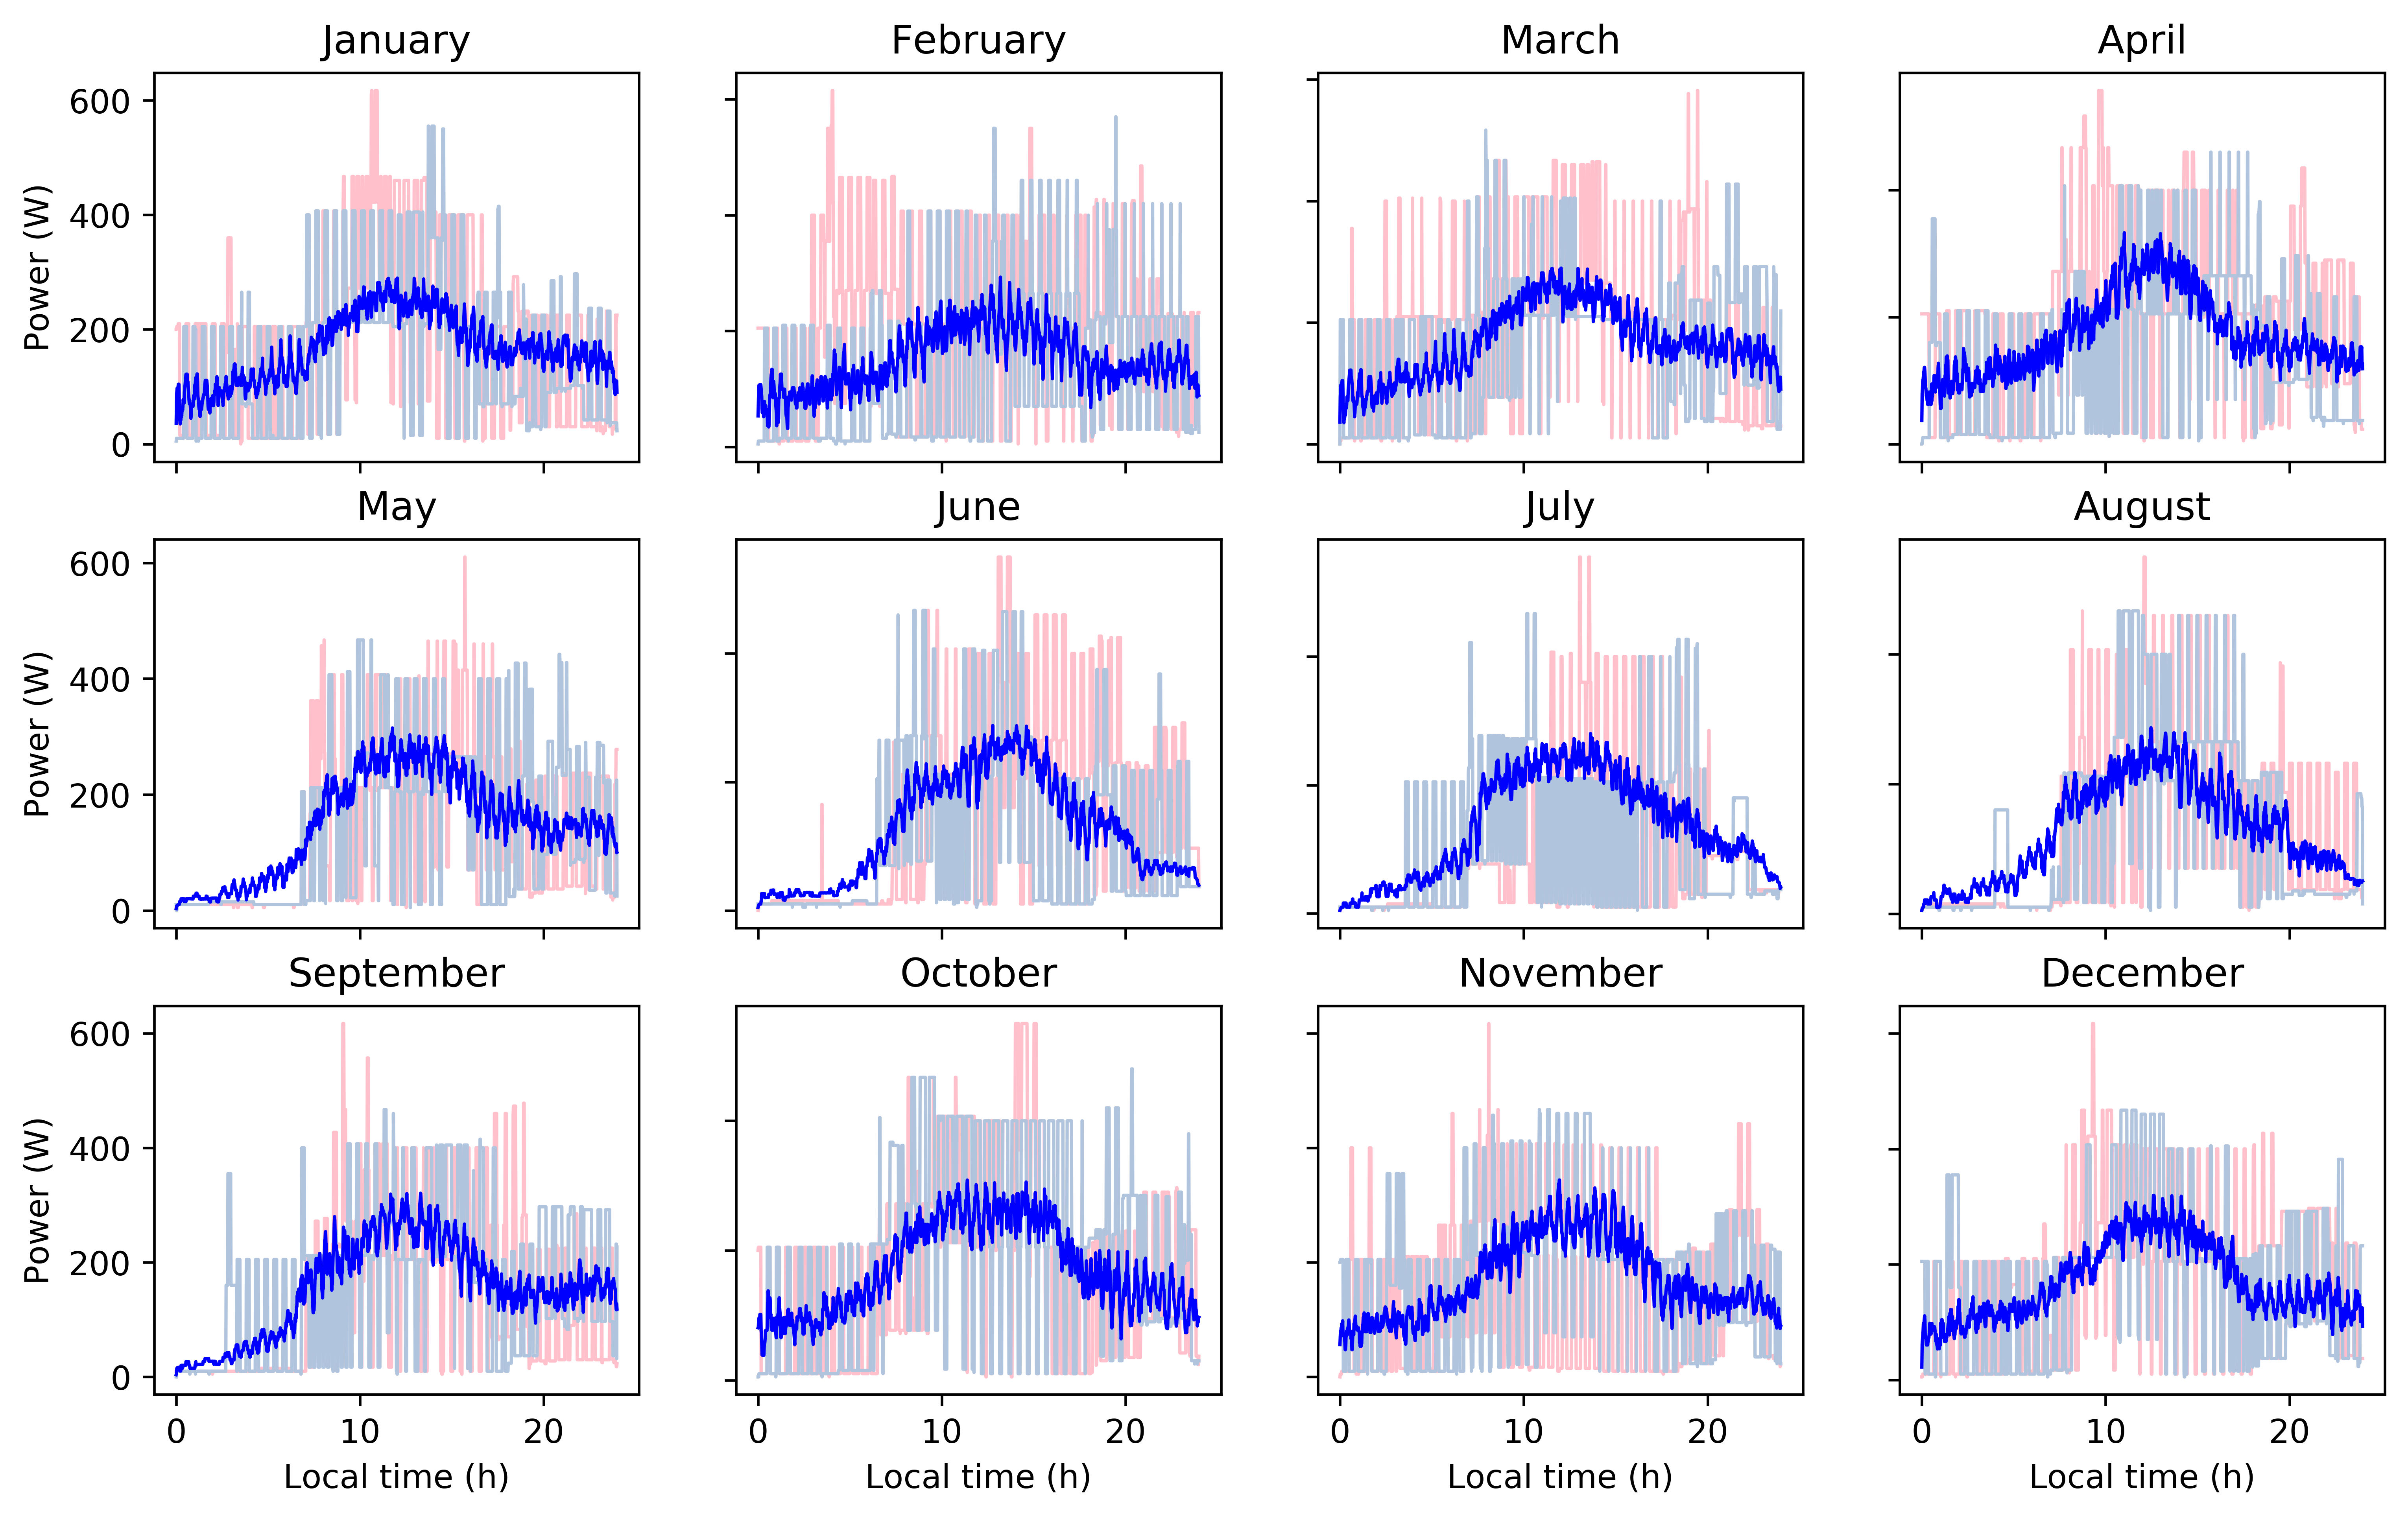 January February March April
600
400
200
0
Power (W)
May June July August
600
400
200
0
Power (W)
September October November December
600
400
200
0
Power (W)
0 10 20 0 10 20 0 10 20 0 10 20
Local time (h) Local time (h) Local time (h) Local time (h)